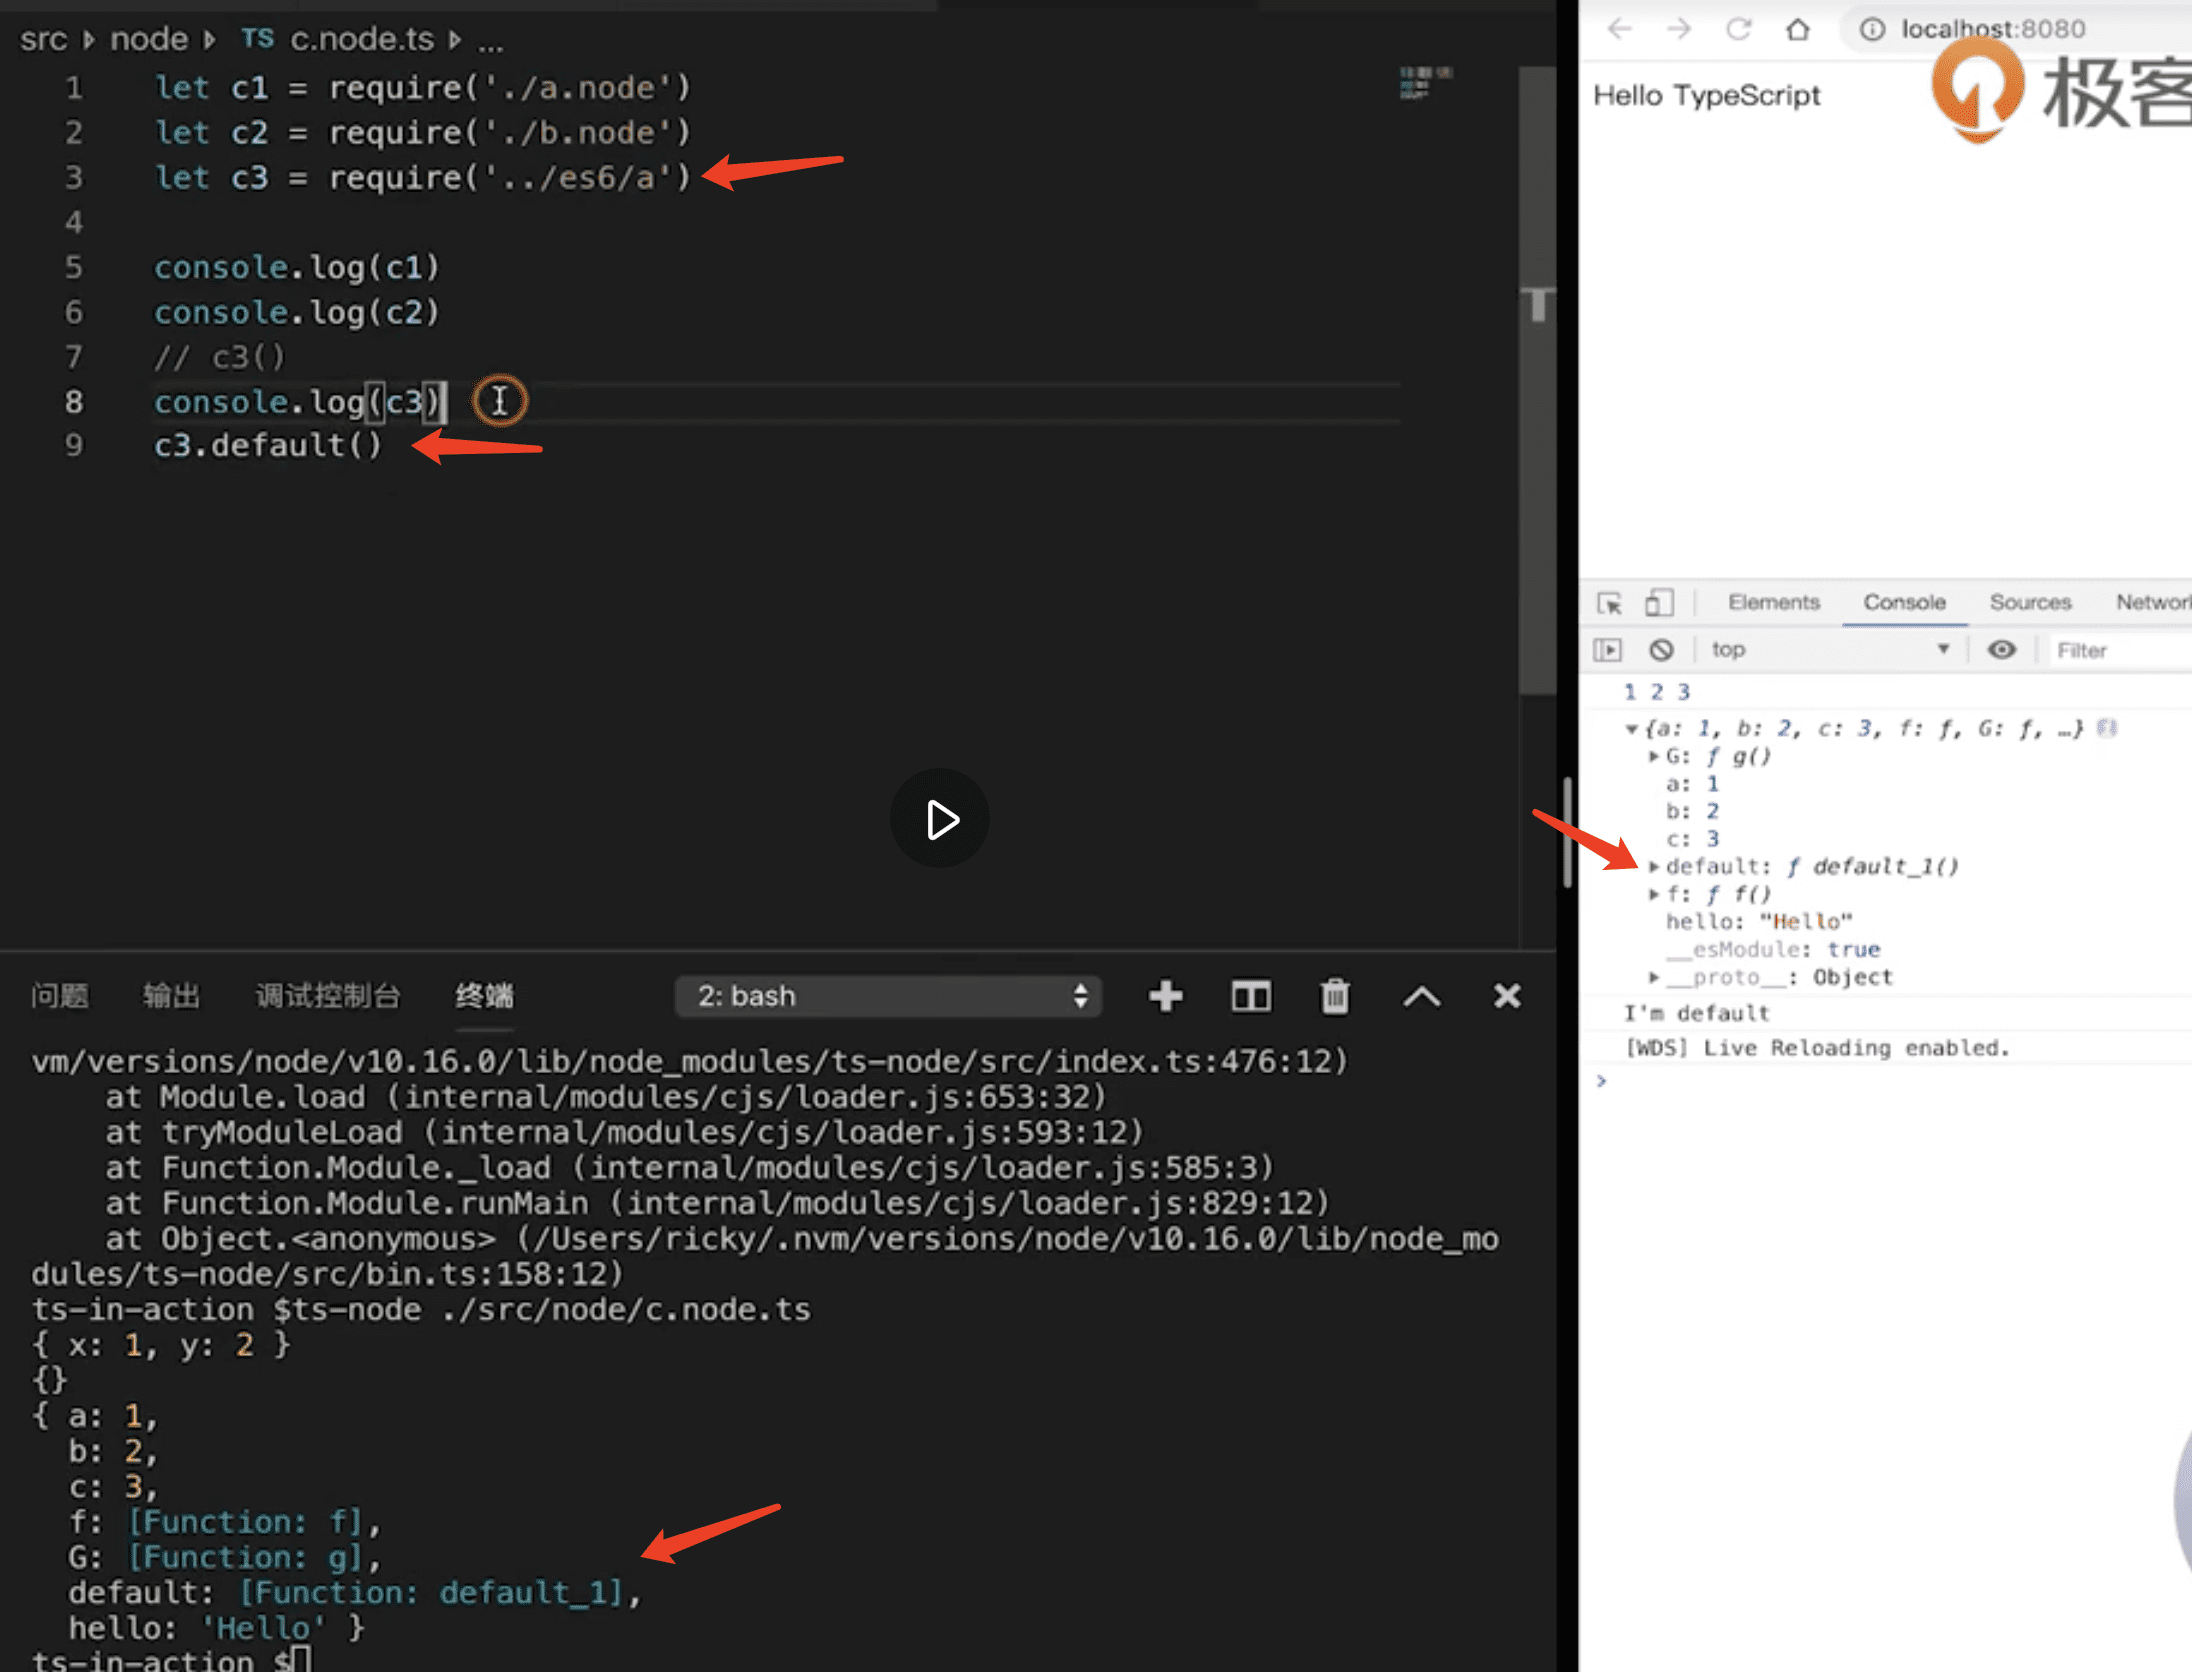 src ▸ node ▸ TS c.node.ts ▸ ...
1 let c1 = require('./a.node')
2 let c2 = require('./b.node')
3 let c3 = require('../es6/a')
4
5 console.log(c1)
6 console.log(c2)
7 // c3()
8 console.log(c3)
9 c3.default()
问题 输出 调试控制台 终端 2: bash
vm/versions/node/v10.16.0/lib/node_modules/ts-node/src/index.ts:476:12)
at Module.load (internal/modules/cjs/loader.js:653:32)
at tryModuleLoad (internal/modules/cjs/loader.js:593:12)
at Function.Module._load (internal/modules/cjs/loader.js:585:3)
at Function.Module.runMain (internal/modules/cjs/loader.js:829:12)
at Object.<anonymous> (/Users/ricky/.nvm/versions/node/v10.16.0/lib/node_mo
dules/ts-node/src/bin.ts:158:12)
ts-in-action $ts-node ./src/node/c.node.ts
{ x: 1, y: 2 }
{}
{ a: 1,
b: 2,
c: 3,
f: [Function: f],
G: [Function: g],
default: [Function: default_1],
hello: 'Hello' }
ts-in-action $
localhost:8080
Hello TypeScript
极客
Elements Console Sources Network
top Filter
1 2 3
▼{a: 1, b: 2, c: 3, f: ƒ, G: ƒ, …}
▸G: ƒ g()
a: 1
b: 2
c: 3
▸default: ƒ default_1()
▸f: ƒ f()
hello: "Hello"
__esModule: true
▸__proto__: Object
I'm default
[WDS] Live Reloading enabled.
>